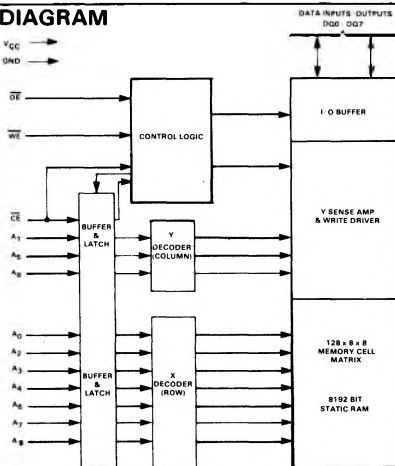 DIAGRAM
DATA INPUTS OUTPUTS
DQ0 - DQ7
VCC
GND
OE
WE
CONTROL LOGIC
I/O BUFFER
CE
A1
A5
A8
BUFFER
&
LATCH
Y
DECODER
(COLUMN)
Y SENSE AMP
& WRITE DRIVER
A0
A2
A3
A4
A6
A7
A9
BUFFER
&
LATCH
X
DECODER
(ROW)
128 x 8 x 8
MEMORY CELL
MATRIX
8192 BIT
STATIC RAM